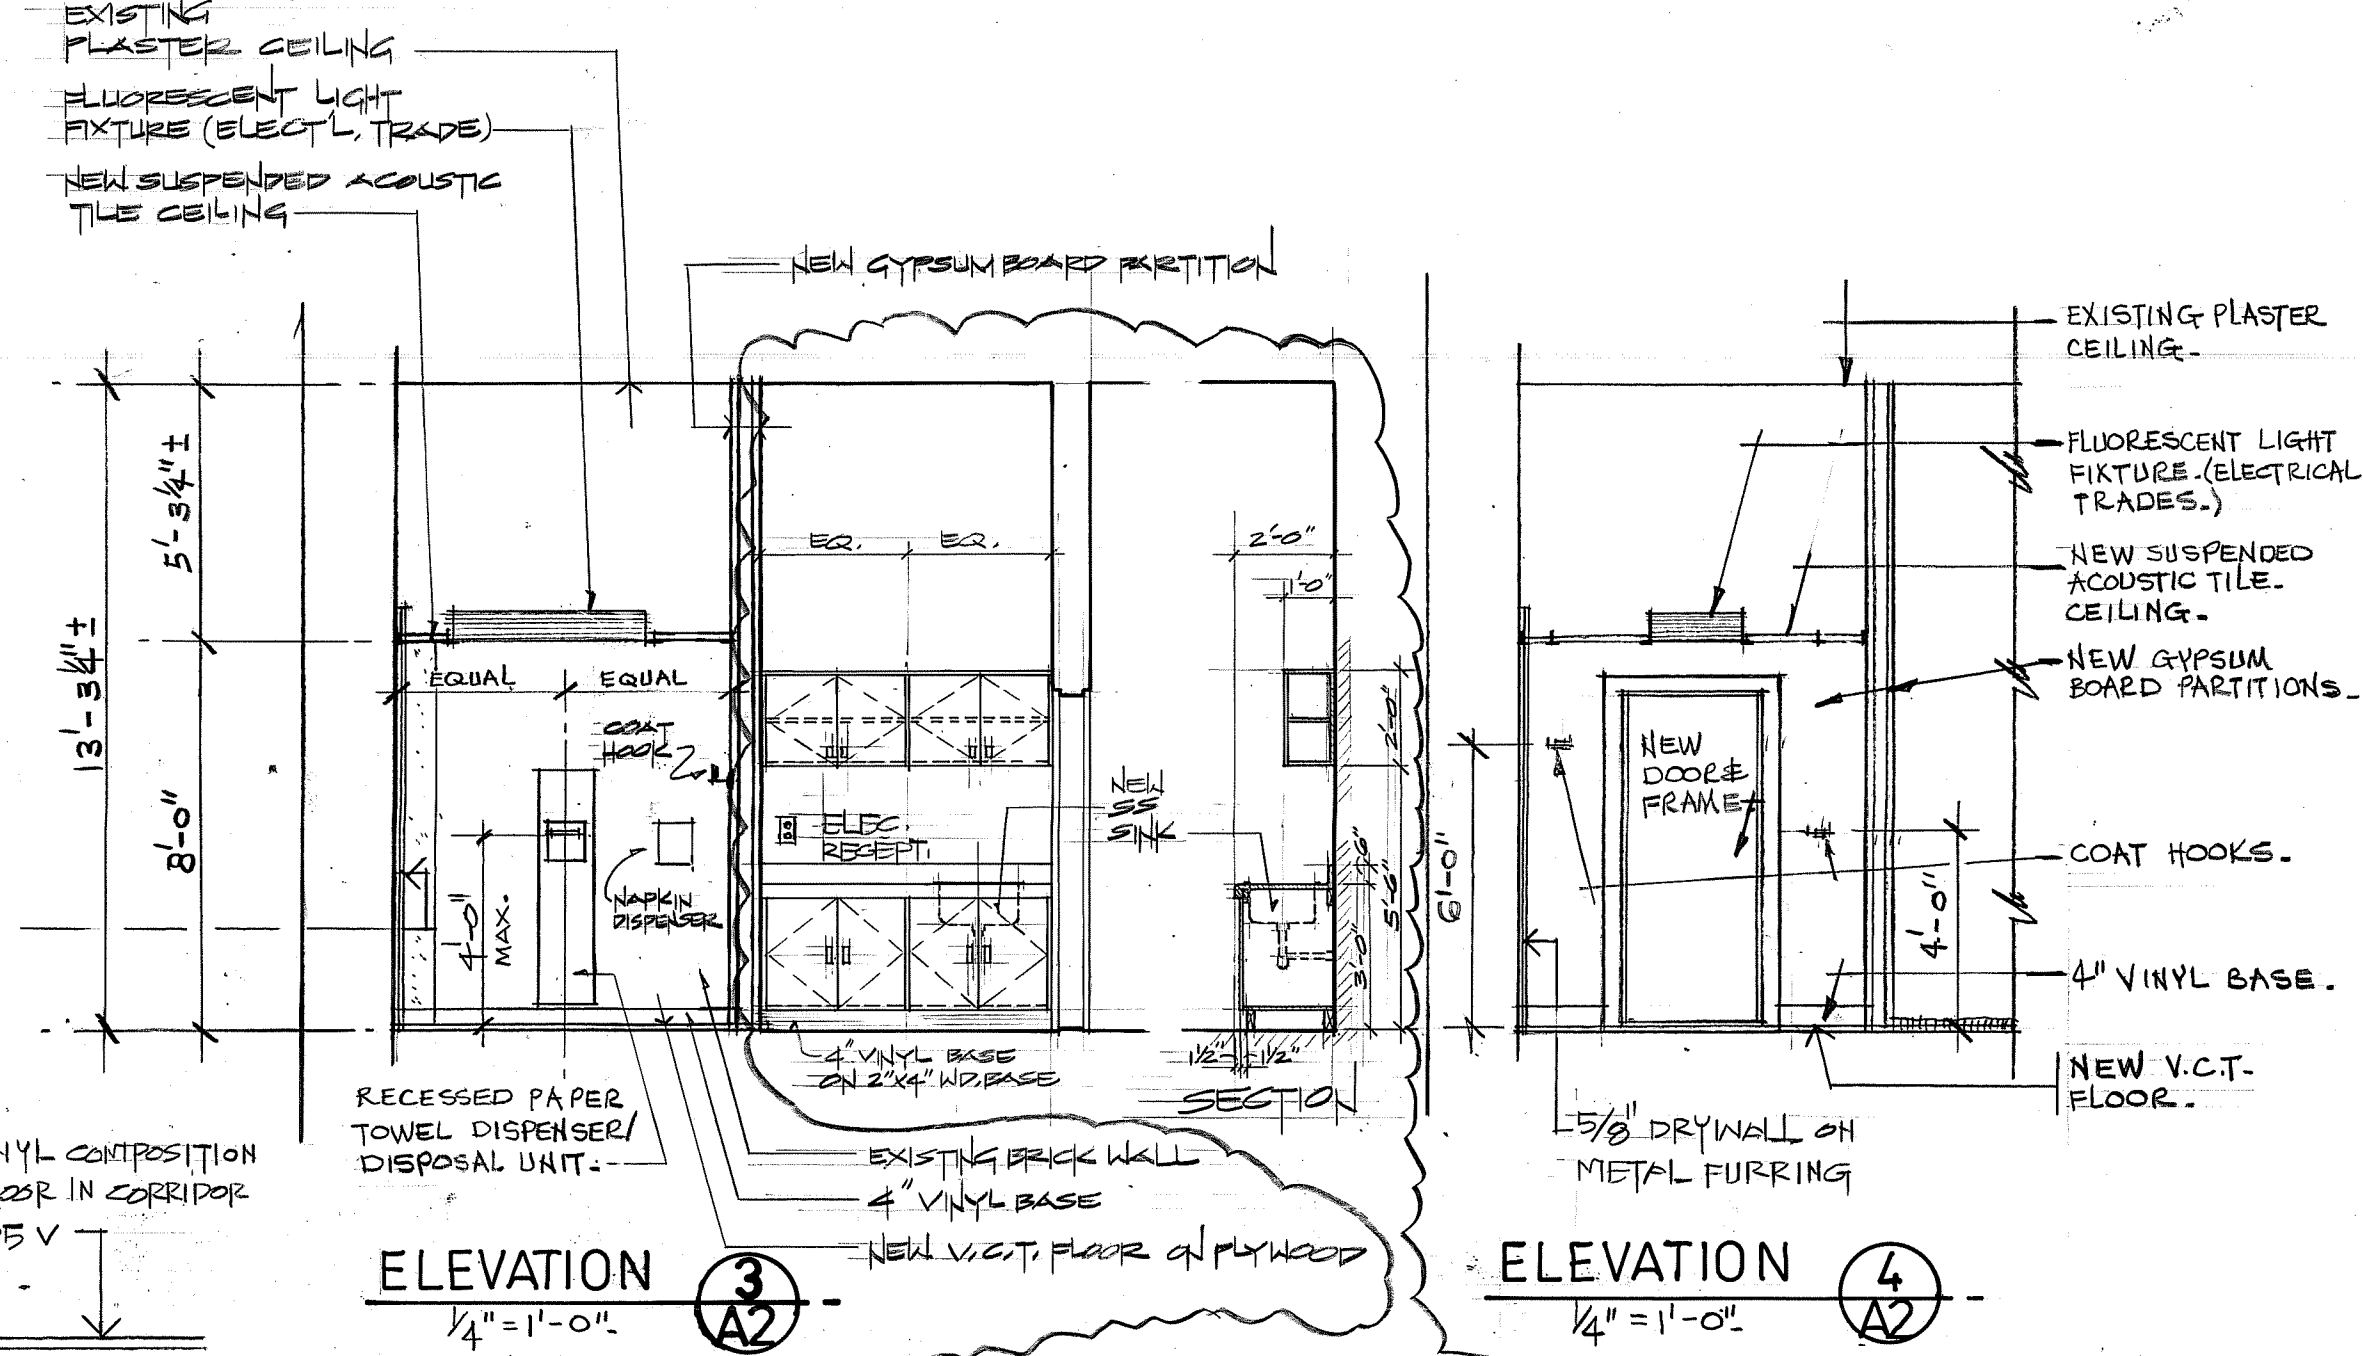 EXISTING
PLASTER CEILING
FLUORESCENT LIGHT
FIXTURE (ELECT'L. TRADE)
NEW SUSPENDED ACOUSTIC
TILE CEILING
NEW GYPSUM BOARD PARTITION
13'-3¼"±
5'-3¼"±
8'-0"
EQUAL
EQUAL
COAT
HOOK
4'-0"
MAX.
NAPKIN
DISPENSER
EQ.
EQ.
ELEC.
RECEPT.
NEW
SS
SINK
2'-0"
1'-0"
2'-0"
6"
5'-6"
3'-0"
1½"
1½"
4" VINYL BASE
ON 2"X4" WD. BASE
SECTION
RECESSED PAPER
TOWEL DISPENSER/
DISPOSAL UNIT.
EXISTING BRICK WALL
4" VINYL BASE
NEW V.C.T. FLOOR ON PLYWOOD
ELEVATION
1/4" = 1'-0".
3
A2
NYL COMPOSITION
OOR IN CORRIDOR
5 V
EXISTING PLASTER
CEILING.
FLUORESCENT LIGHT
FIXTURE.(ELECTRICAL
TRADES.)
NEW SUSPENDED
ACOUSTIC TILE.
CEILING.
NEW GYPSUM
BOARD PARTITIONS.
NEW
DOOR &
FRAME
6'-0"
4'-0"
COAT HOOKS.
4" VINYL BASE.
NEW V.C.T.
FLOOR.
5/8" DRYWALL ON
METAL FURRING
ELEVATION
1/4" = 1'-0".
4
A2